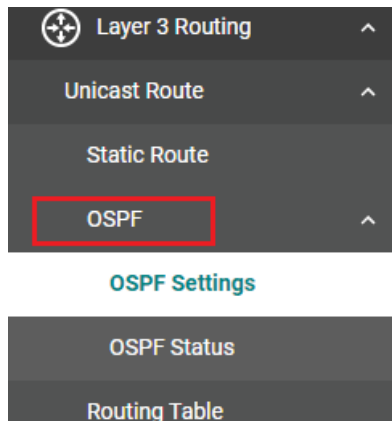 Layer 3 Routing
Unicast Route
Static Route
OSPF
OSPF Settings
OSPF Status
Routing Table